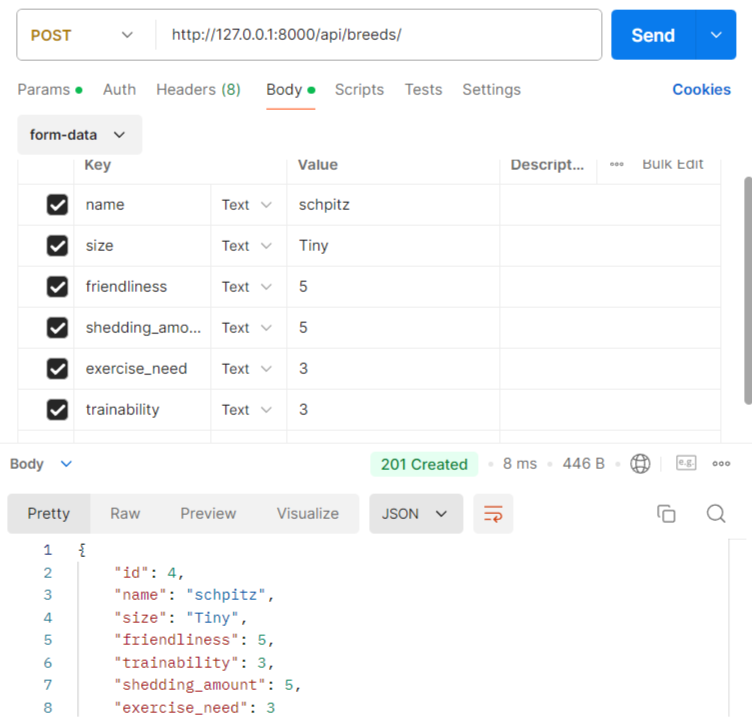 POST http://127.0.0.1:8000/api/breeds/ Send
Params Auth Headers (8) Body Scripts Tests Settings Cookies
form-data
Key Value Descript... Bulk Edit
name Text schpitz
size Text Tiny
friendliness Text 5
shedding_amo... Text 5
exercise_need Text 3
trainability Text 3
Body 201 Created 8 ms 446 B e.g.
Pretty Raw Preview Visualize JSON
1 {
2 "id": 4,
3 "name": "schpitz",
4 "size": "Tiny",
5 "friendliness": 5,
6 "trainability": 3,
7 "shedding_amount": 5,
8 "exercise_need": 3